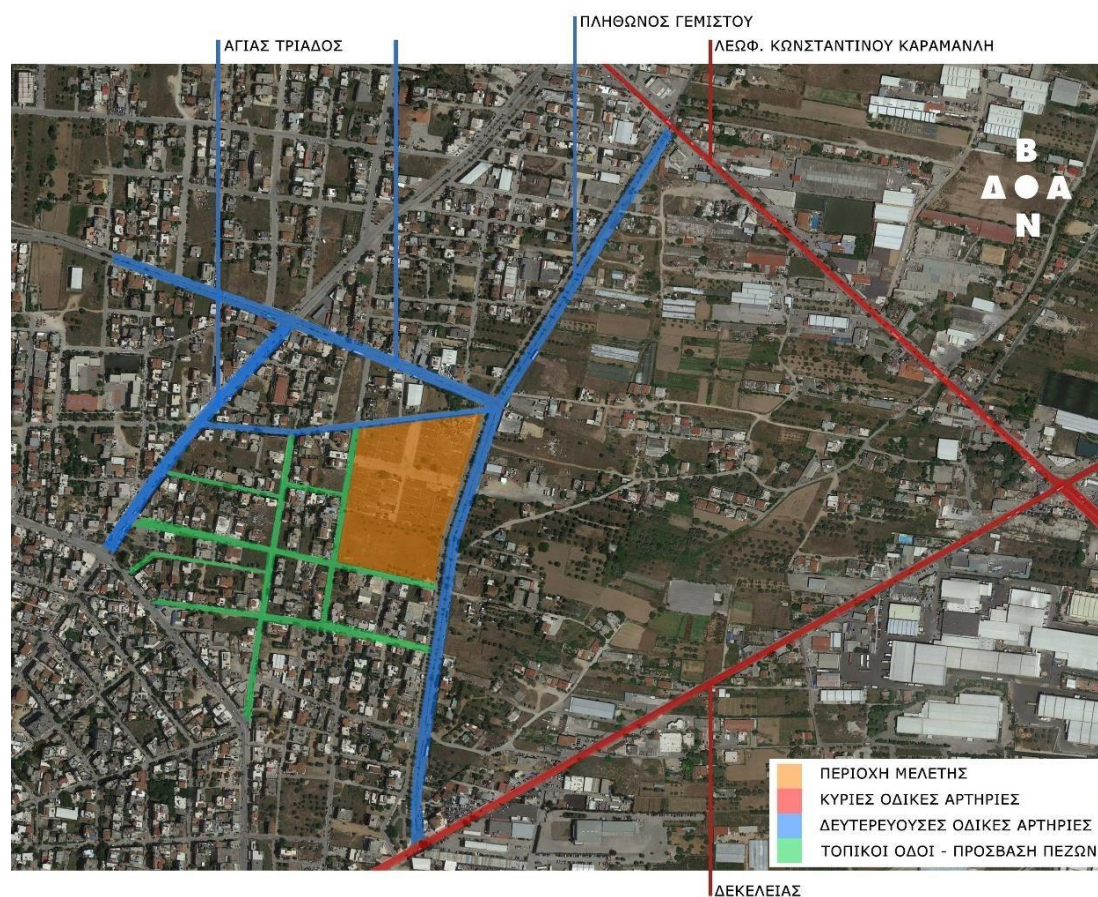 ΠΛΗΘΩΝΟΣ ΓΕΜΙΣΤΟΥ
ΑΓΙΑΣ ΤΡΙΑΔΟΣ
ΛΕΩΦ. ΚΩΝΣΤΑΝΤΙΝΟΥ ΚΑΡΑΜΑΝΛΗ
Β
Δ Α
Ν
ΠΕΡΙΟΧΗ ΜΕΛΕΤΗΣ
ΚΥΡΙΕΣ ΟΔΙΚΕΣ ΑΡΤΗΡΙΕΣ
ΔΕΥΤΕΡΕΥΟΥΣΕΣ ΟΔΙΚΕΣ ΑΡΤΗΡΙΕΣ
ΤΟΠΙΚΟΙ ΟΔΟΙ - ΠΡΟΣΒΑΣΗ ΠΕΖΩΝ
ΔΕΚΕΛΕΙΑΣ